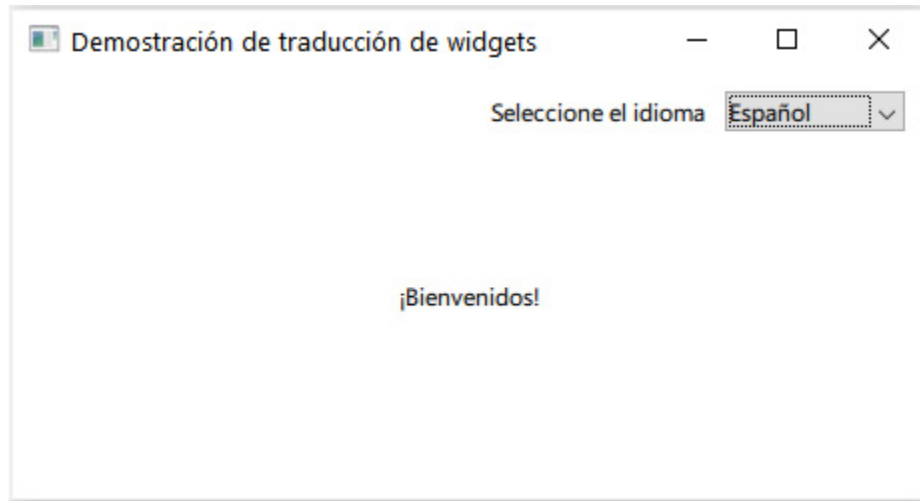 Demostración de traducción de widgets
Seleccione el idioma Español
¡Bienvenidos!